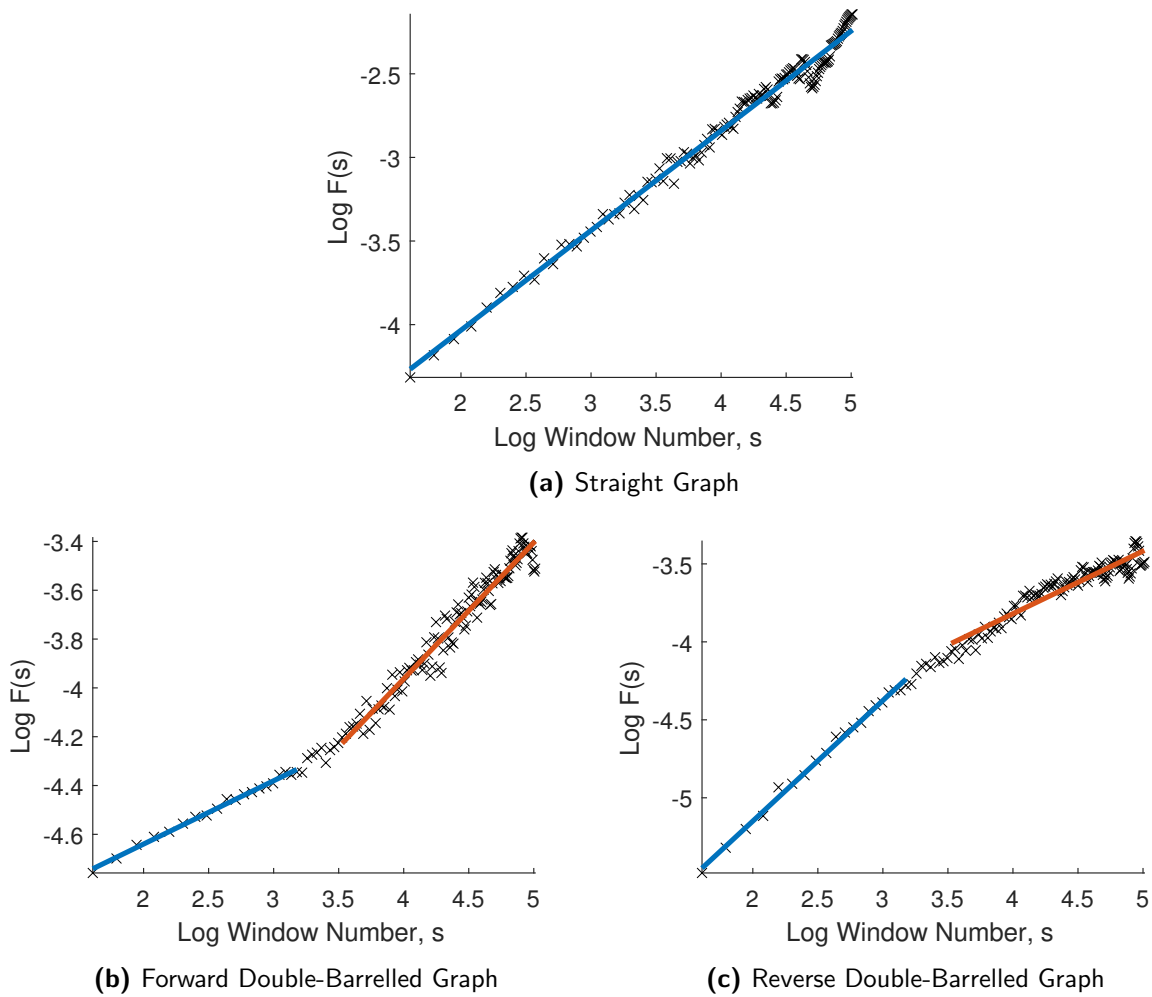 -2.5
-3
-3.5
-4
Log F(s)
2 2.5 3 3.5 4 4.5 5
Log Window Number, s
(a) Straight Graph
-3.4
-3.6
-3.8
-4
-4.2
-4.4
-4.6
Log F(s)
2 2.5 3 3.5 4 4.5 5
Log Window Number, s
(b) Forward Double-Barrelled Graph
-3.5
-4
-4.5
-5
Log F(s)
2 2.5 3 3.5 4 4.5 5
Log Window Number, s
(c) Reverse Double-Barrelled Graph